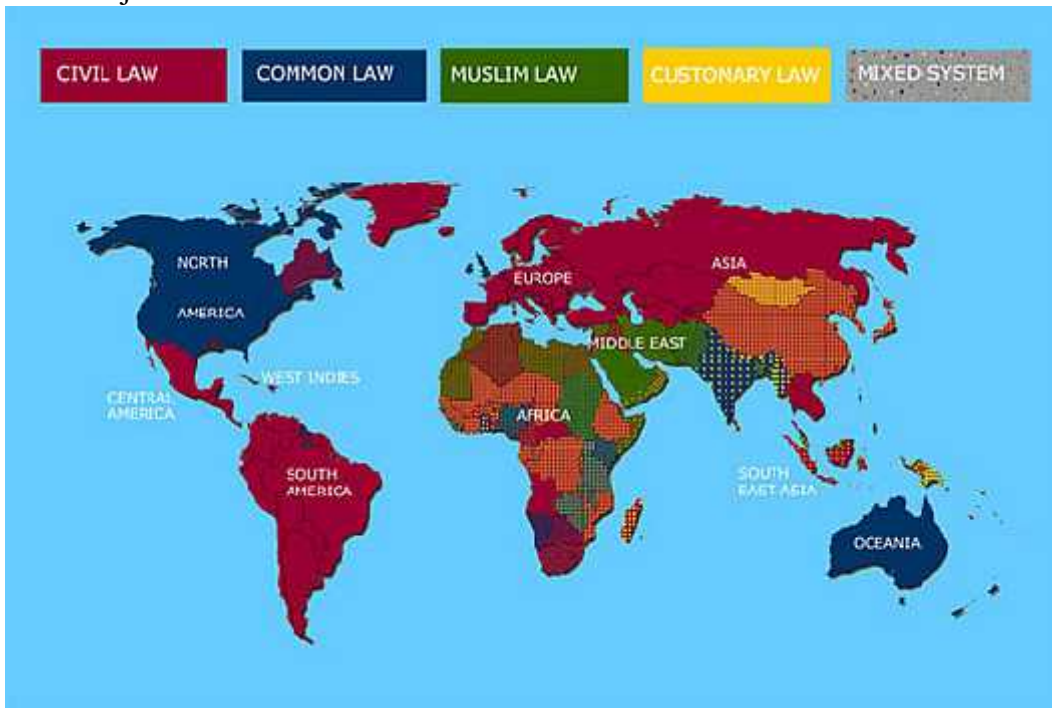 CIVIL LAW
COMMON LAW
MUSLIM LAW
CUSTONARY LAW
MIXED SYSTEM
NORTH
AMERICA
EUROPE
ASIA
MIDDLE EAST
WEST INDIES
CENTRAL
AMERICA
AFRICA
SOUTH
AMERICA
SOUTH
EAST ASIA
OCEANIA